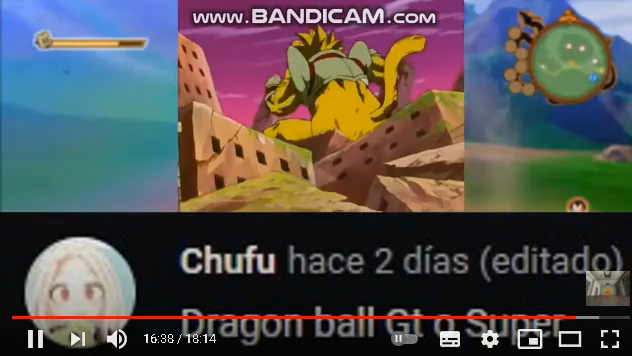 www.BANDICAM.com
Chufu hace 2 días (editado)
Dragon ball Gt o Super
16:38 / 18:14